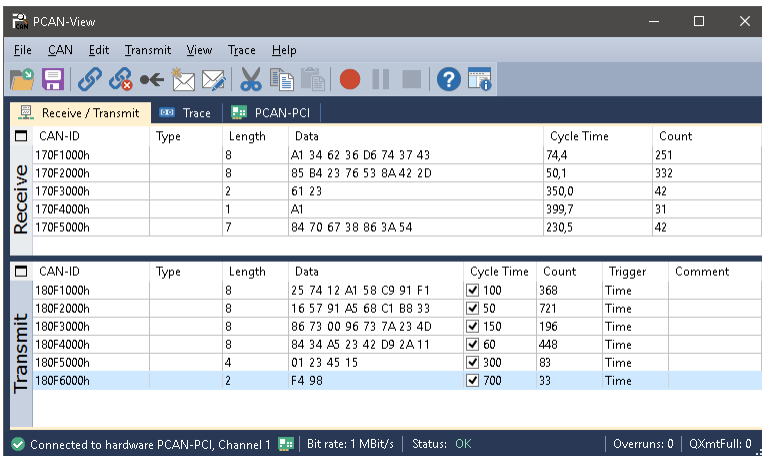 PCAN-View
File CAN Edit Transmit View Trace Help
Receive / Transmit Trace PCAN-PCI
Receive
CAN-ID Type Length Data Cycle Time Count
170F1000h 8 A1 34 62 36 D6 74 37 43 74,4 251
170F2000h 8 85 B4 23 76 53 8A 42 2D 50,1 332
170F3000h 2 61 23 350,0 42
170F4000h 1 A1 399,7 31
170F5000h 7 84 70 67 38 86 3A 54 230,5 42
Transmit
CAN-ID Type Length Data Cycle Time Count Trigger Comment
180F1000h 8 25 74 12 A1 58 C9 91 F1 100 368 Time
180F2000h 8 16 57 91 A5 68 C1 B8 33 50 721 Time
180F3000h 8 86 73 00 96 73 7A 23 4D 150 196 Time
180F4000h 8 84 34 A5 23 42 D9 2A 11 60 448 Time
180F5000h 4 01 23 45 15 300 83 Time
180F6000h 2 F4 98 700 33 Time
Connected to hardware PCAN-PCI, Channel 1 Bit rate: 1 MBit/s Status: OK Overruns: 0 QXmtFull: 0